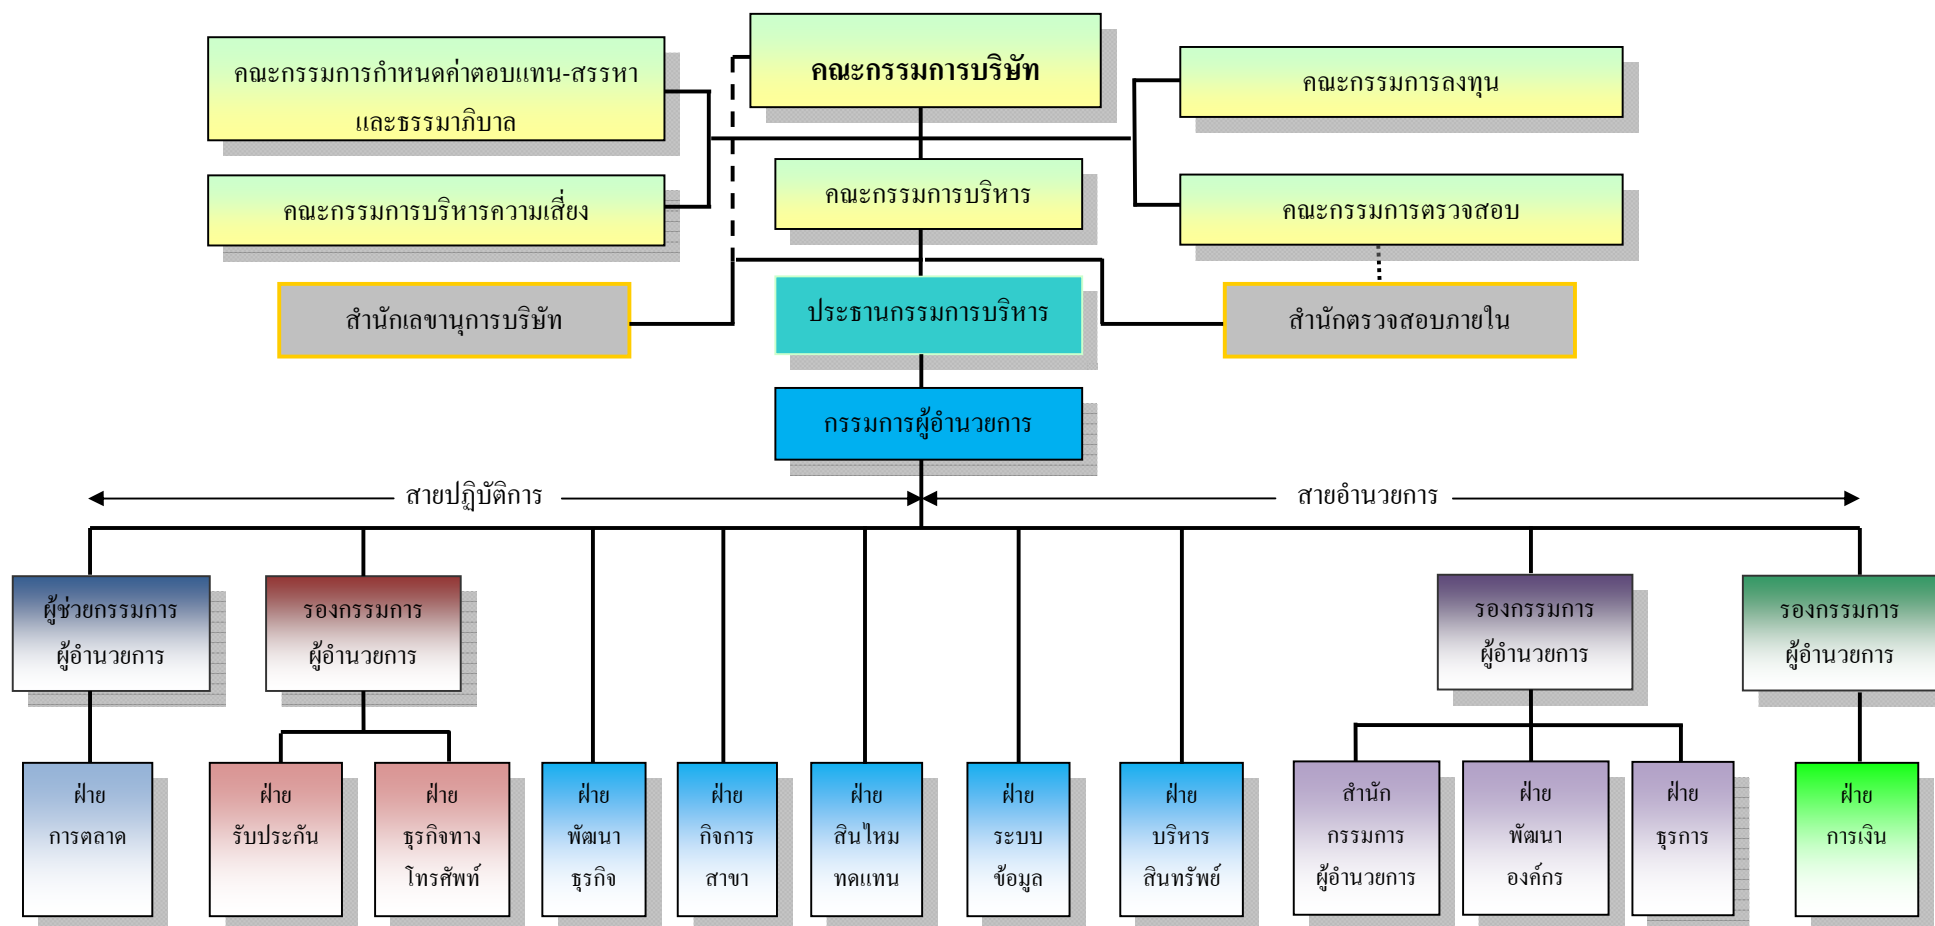 คณะกรรมการบริษัท
คณะกรรมการกำหนดค่าตอบแทน-สรรหา
และธรรมาภิบาล
คณะกรรมการลงทุน
คณะกรรมการบริหาร
คณะกรรมการบริหารความเสี่ยง
คณะกรรมการตรวจสอบ
สำนักเลขานุการบริษัท
ประธานกรรมการบริหาร
สำนักตรวจสอบภายใน
กรรมการผู้อำนวยการ
สายปฏิบัติการ
สายอำนวยการ
ผู้ช่วยกรรมการ
ผู้อำนวยการ
รองกรรมการ
ผู้อำนวยการ
รองกรรมการ
ผู้อำนวยการ
รองกรรมการ
ผู้อำนวยการ
ฝ่าย
การตลาด
ฝ่าย
รับประกัน
ฝ่าย
ธุรกิจทาง
โทรศัพท์
ฝ่าย
พัฒนา
ธุรกิจ
ฝ่าย
กิจการ
สาขา
ฝ่าย
สินไหม
ทดแทน
ฝ่าย
ระบบ
ข้อมูล
ฝ่าย
บริหาร
สินทรัพย์
สำนัก
กรรมการ
ผู้อำนวยการ
ฝ่าย
พัฒนา
องค์กร
ฝ่าย
ธุรการ
ฝ่าย
การเงิน